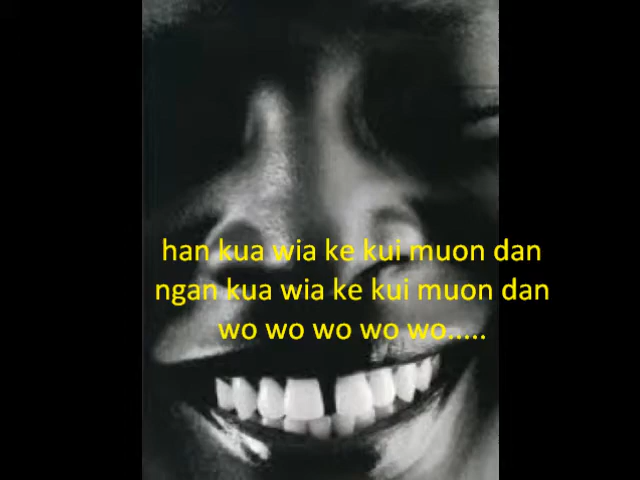 han kua wia ke kui muon dan
ngan kua wia ke kui muon dan
wo wo wo wo wo.....